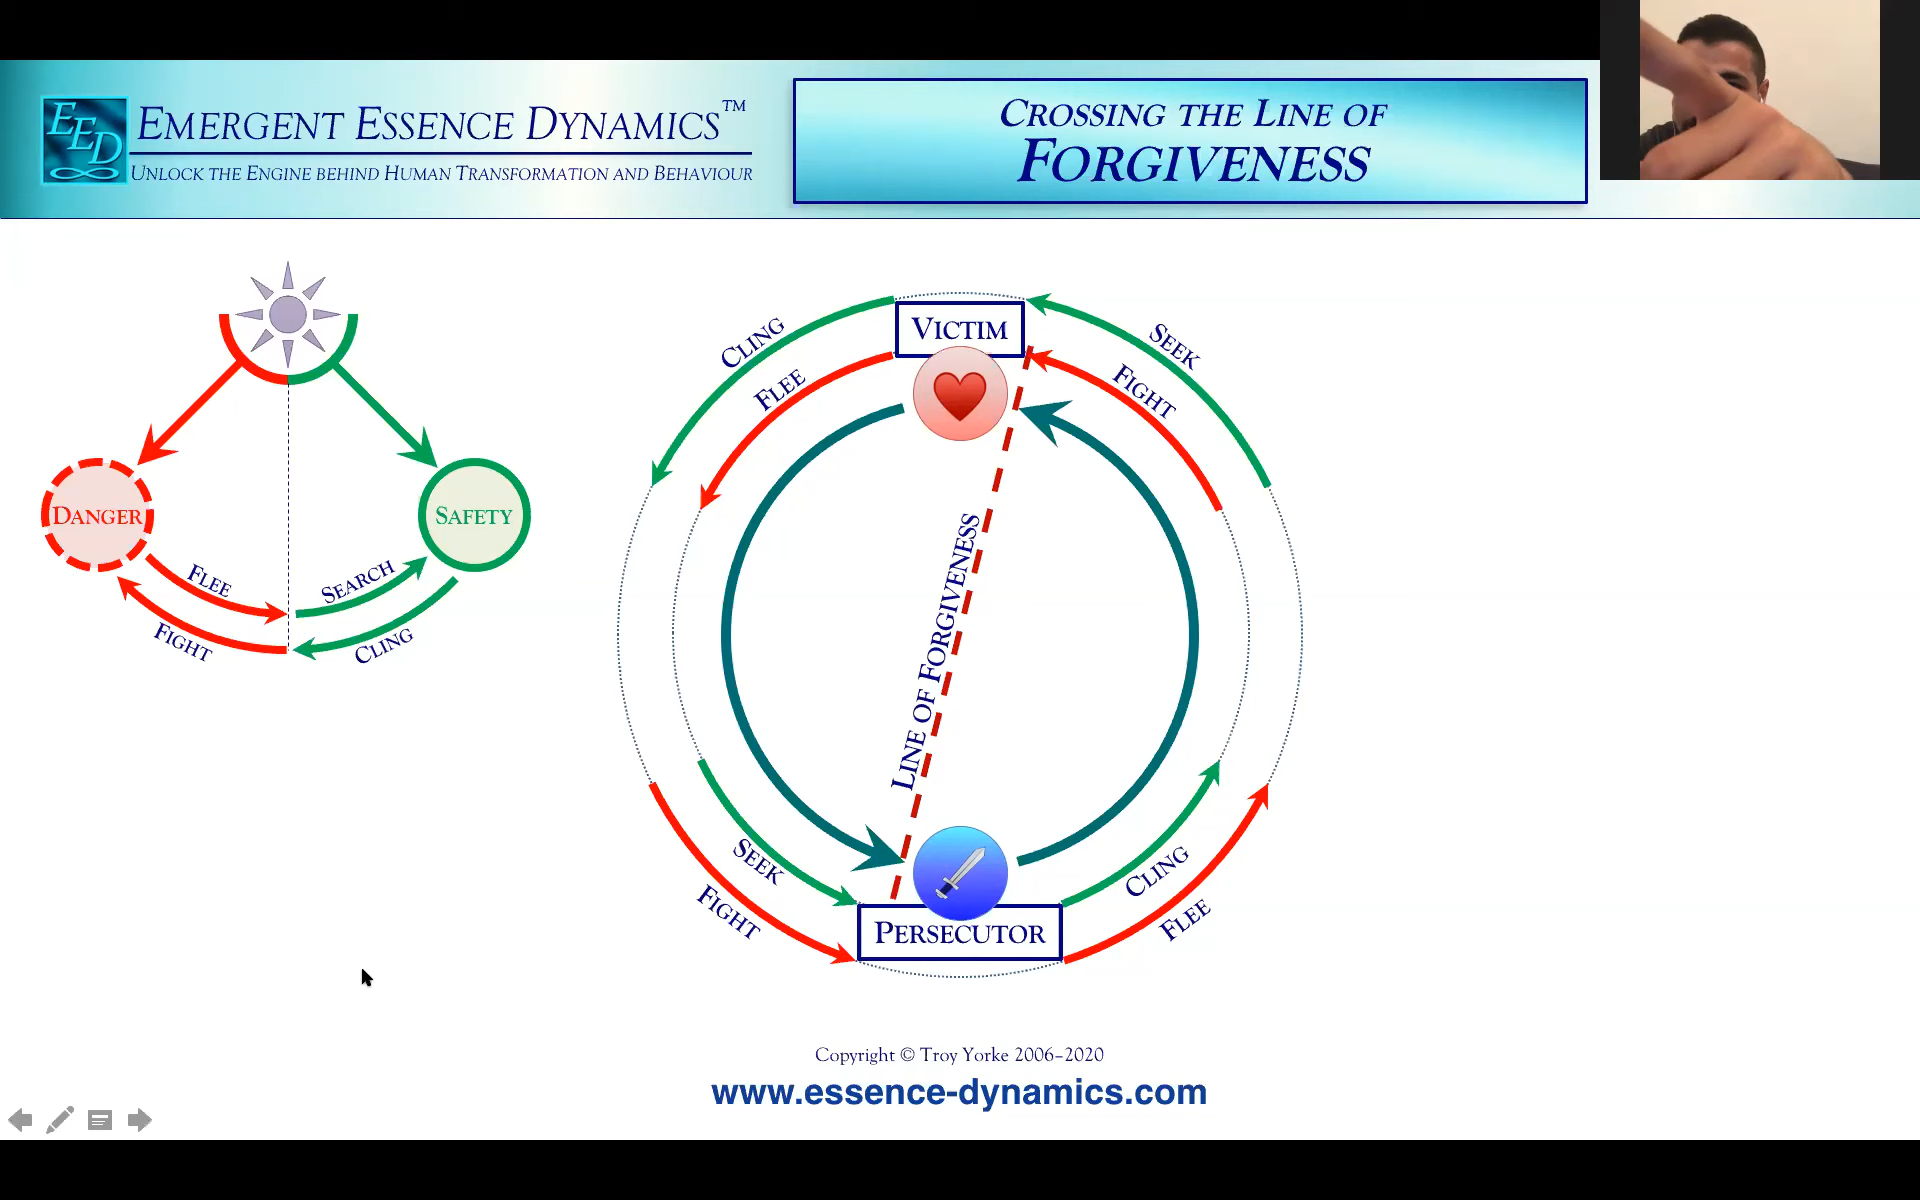 EED
EMERGENT ESSENCE DYNAMICS™
UNLOCK THE ENGINE BEHIND HUMAN TRANSFORMATION AND BEHAVIOUR
CROSSING THE LINE OF
FORGIVENESS
DANGER
SAFETY
FLEE
SEARCH
FIGHT
CLING
VICTIM
CLING
SEEK
FLEE
FIGHT
LINE OF FORGIVENESS
SEEK
CLING
FIGHT
FLEE
PERSECUTOR
Copyright © Troy Yorke 2006–2020
www.essence-dynamics.com